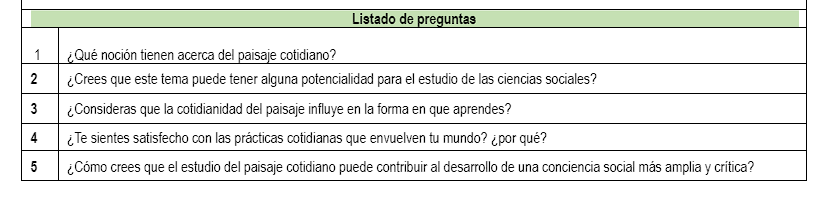 Listado de preguntas
1 ¿Qué noción tienen acerca del paisaje cotidiano?
2 ¿Crees que este tema puede tener alguna potencialidad para el estudio de las ciencias sociales?
3 ¿Consideras que la cotidianidad del paisaje influye en la forma en que aprendes?
4 ¿Te sientes satisfecho con las prácticas cotidianas que envuelven tu mundo? ¿por qué?
5 ¿Cómo crees que el estudio del paisaje cotidiano puede contribuir al desarrollo de una conciencia social más amplia y crítica?